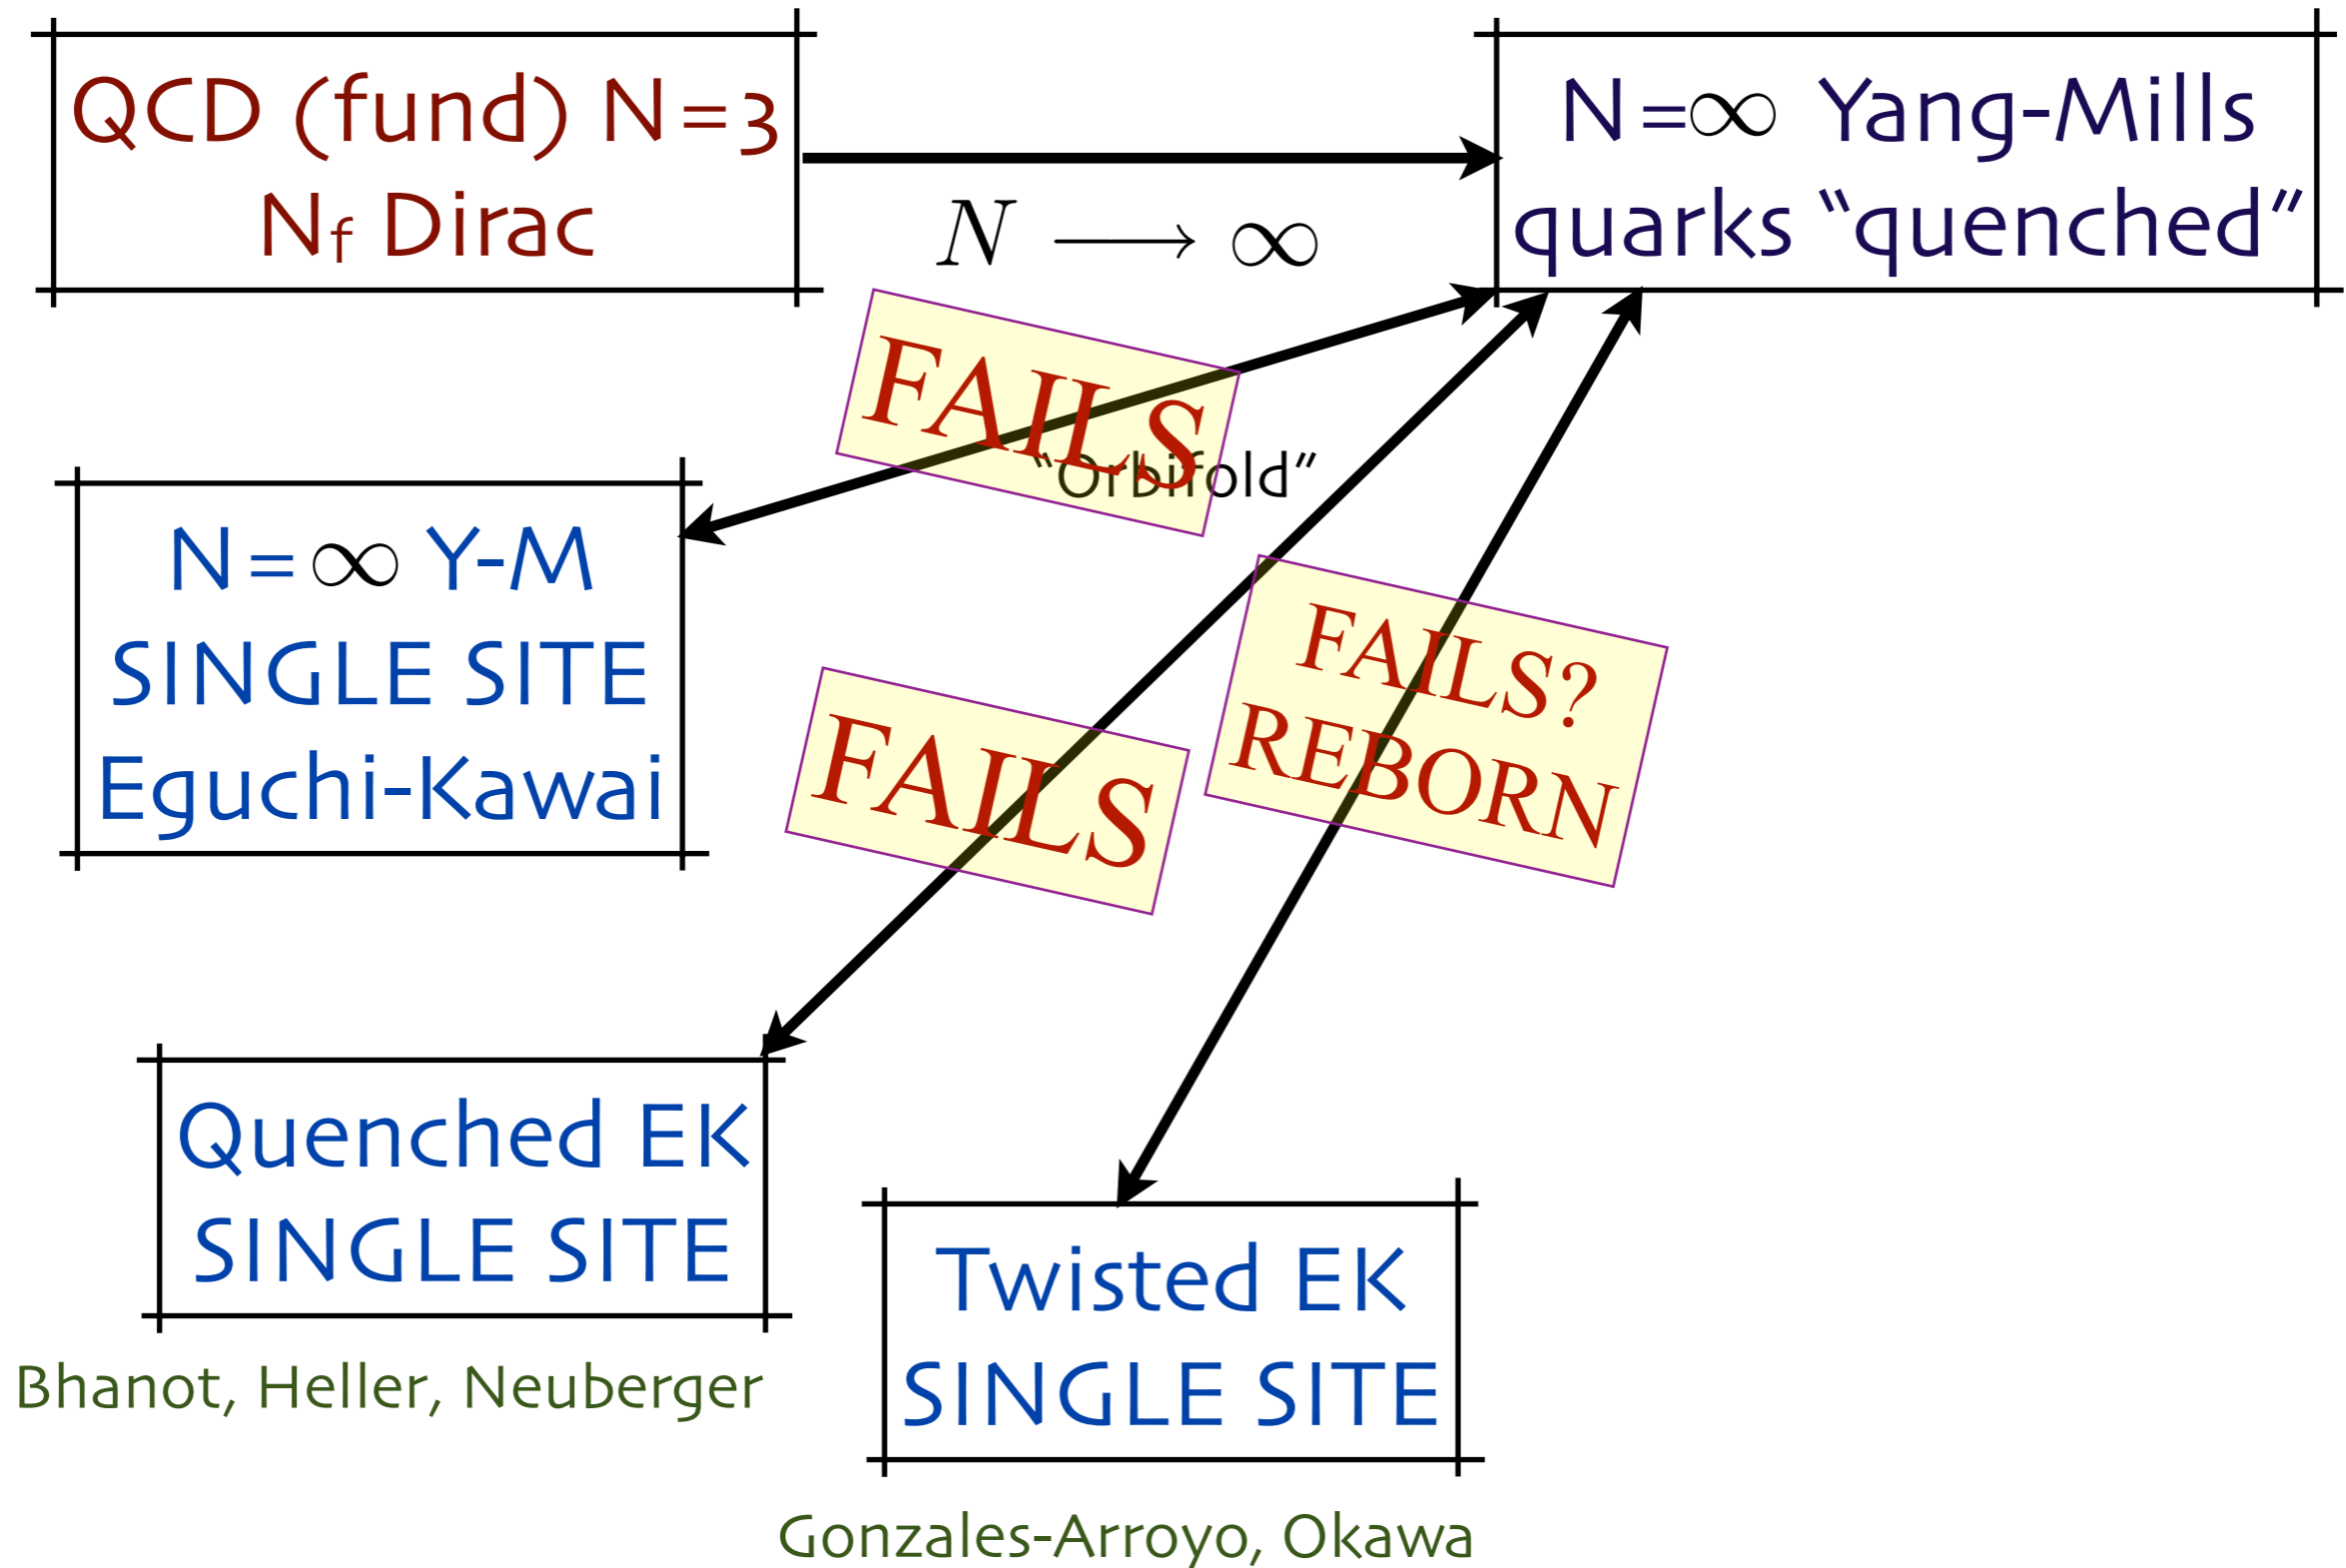 QCD (fund) N=3
Nf Dirac
N=∞ Yang-Mills
quarks “quenched”
N ⟶ ∞
FAILS
“Orbifold”
N=∞ Y-M
SINGLE SITE
Eguchi-Kawai
FAILS?
REBORN
FAILS
Quenched EK
SINGLE SITE
Bhanot, Heller, Neuberger
Twisted EK
SINGLE SITE
Gonzales-Arroyo, Okawa